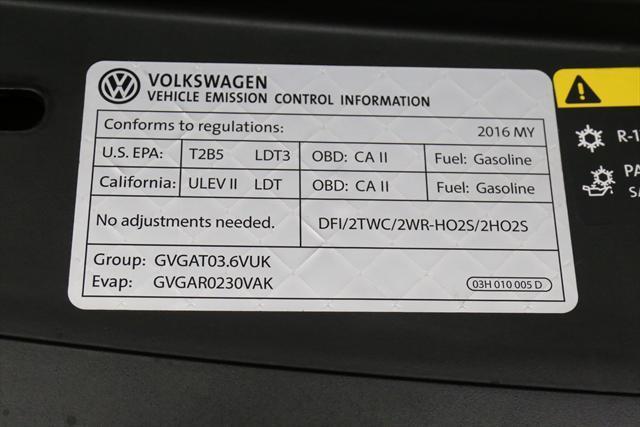 VOLKSWAGEN
VEHICLE EMISSION CONTROL INFORMATION
Conforms to regulations: 2016 MY
U.S. EPA: T2B5 LDT3 OBD: CA II Fuel: Gasoline
California: ULEV II LDT OBD: CA II Fuel: Gasoline
No adjustments needed. DFI/2TWC/2WR-HO2S/2HO2S
Group: GVGAT03.6VUK
Evap: GVGAR0230VAK
03H 010 005 D
R-1
PA
SA